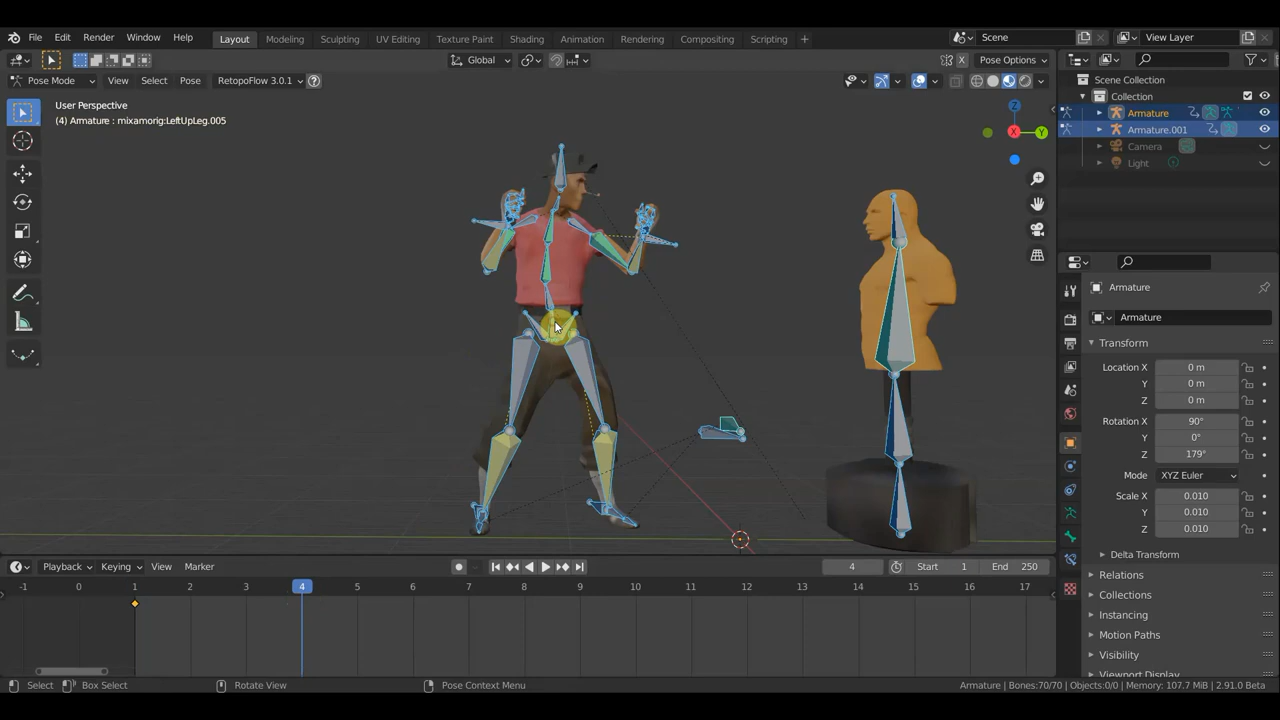 File Edit Render Window Help Layout Modeling Sculpting UV Editing Texture Paint Shading Animation Rendering Compositing Scripting + Scene View Layer
Global X Pose Options
Pose Mode View Select Pose RetopoFlow 3.0.1 ?
User Perspective
(4) Armature : mixamorig:LeftUpLeg.005
Z
X
Y
Scene Collection
Collection
Armature
Armature.001
Camera
Light
Armature
Armature
Transform
Location X 0 m
Y 0 m
Z 0 m
Rotation X 90°
Y 0°
Z 179°
Mode XYZ Euler
Scale X 0.010
Y 0.010
Z 0.010
Delta Transform
Relations
Collections
Instancing
Motion Paths
Visibility
Viewport Display
Playback Keying View Marker 4 Start 1 End 250
-1 0 1 2 3 4 5 6 7 8 9 10 11 12 13 14 15 16 17
Select Box Select Rotate View Pose Context Menu Armature | Bones:70/70 | Objects:0/0 | Memory: 107.7 MiB | 2.91.0 Beta